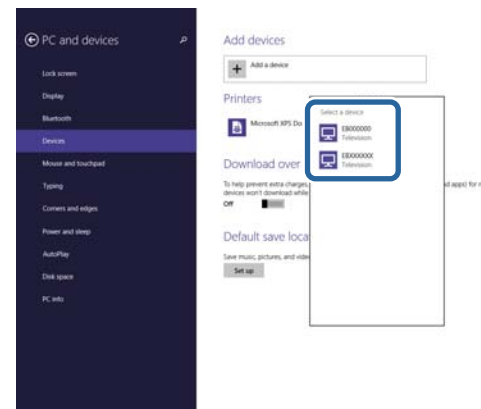 PC and devices
Lock screen
Display
Bluetooth
Devices
Mouse and touchpad
Typing
Corners and edges
Power and sleep
AutoPlay
Disk space
PC info
Add devices
Add a device
Printers
Microsoft XPS Do
Select a device
EB000000
Television
EBXXXXXX
Television
Download over
To help prevent extra charges,
d apps) for n
devices won't download while
Off
Default save loca
Save music, pictures, and vide
Set up